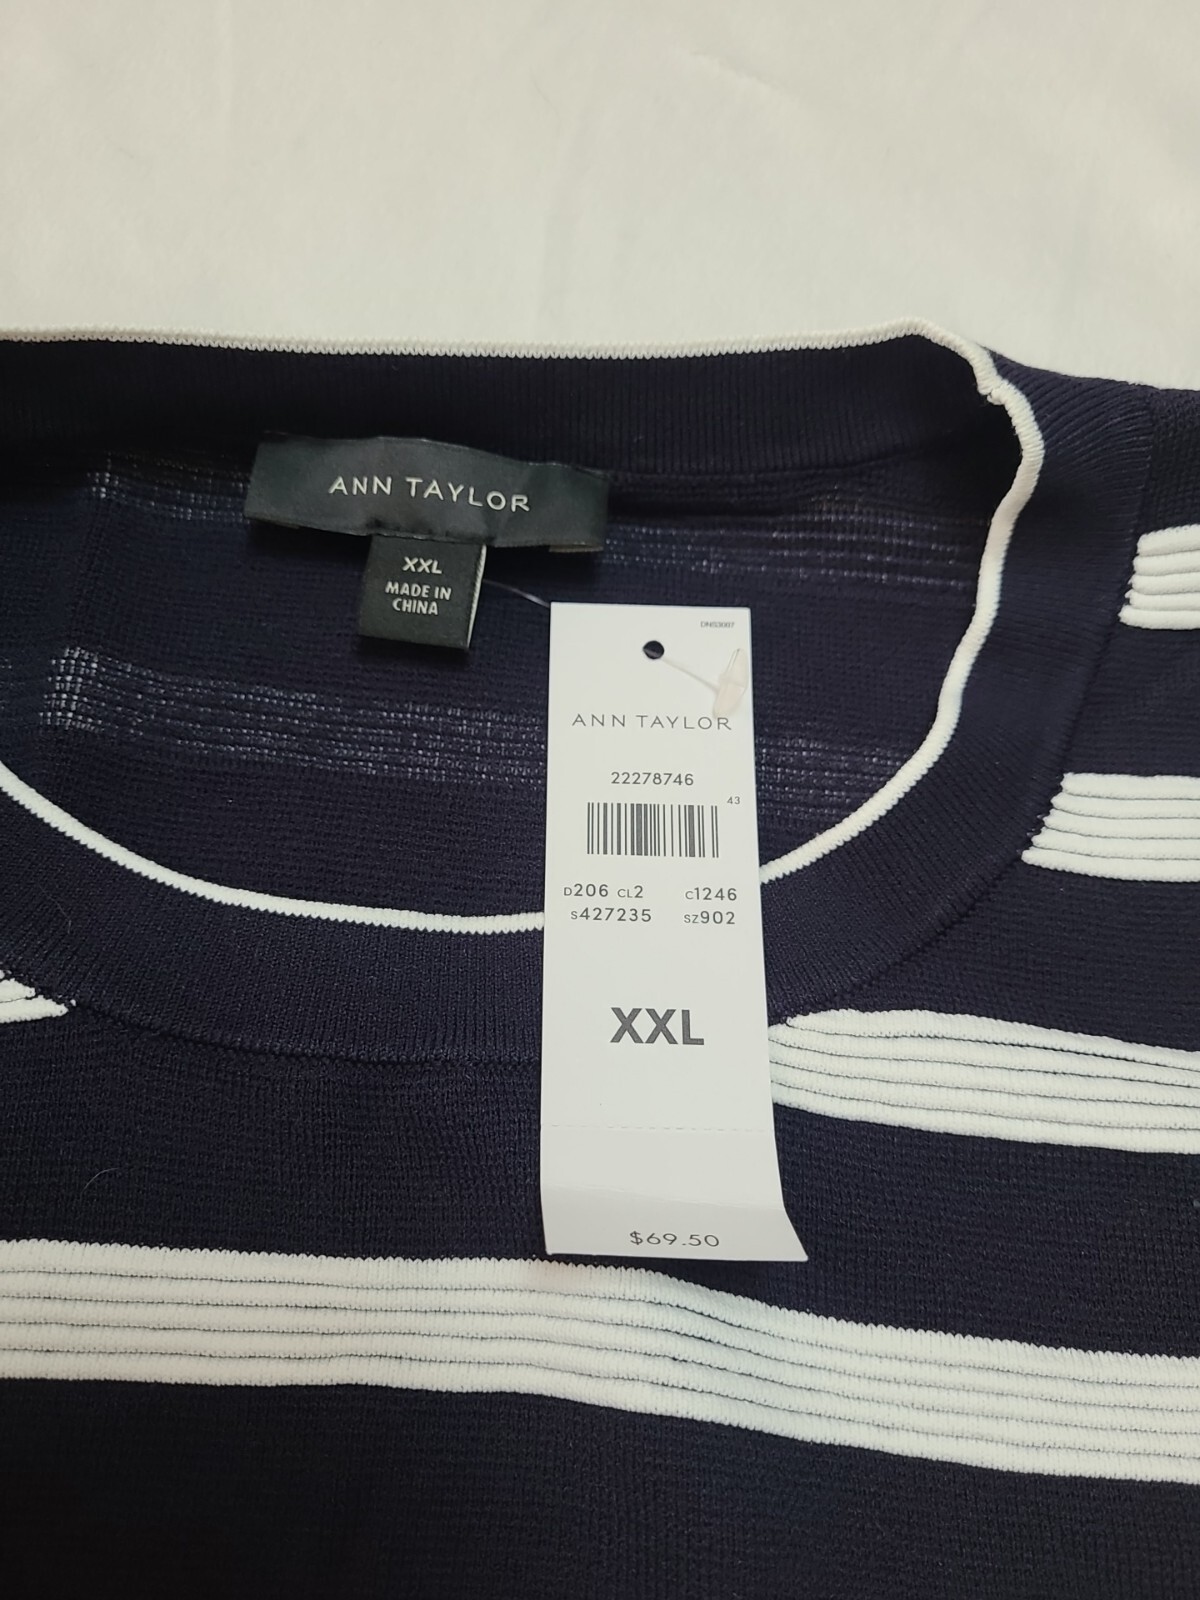 ANN TAYLOR
XXL
MADE IN
CHINA
ANN TAYLOR
22278746
43
D206 CL2 C1246
S427235 SZ902
XXL
$69.50